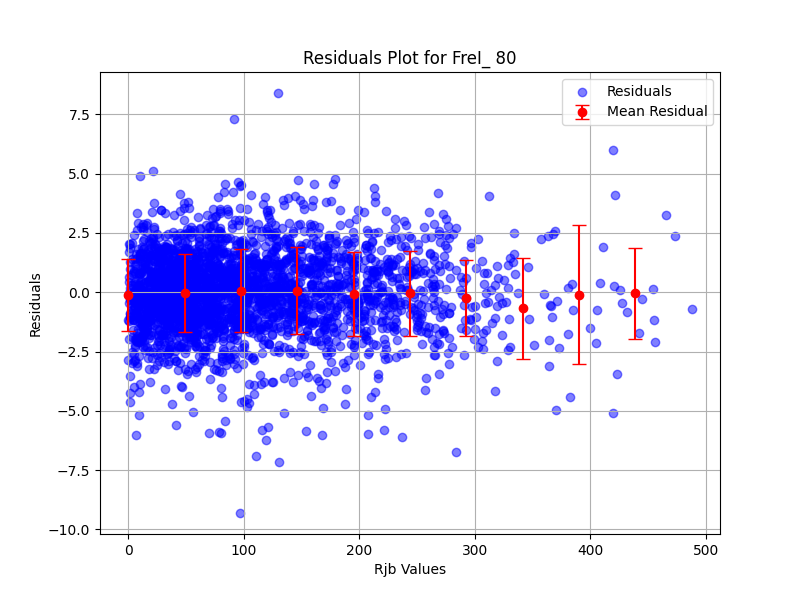 Residuals Plot for FreI_ 80
Residuals
Mean Residual
7.5
5.0
2.5
0.0
−2.5
−5.0
−7.5
−10.0
Residuals
0 100 200 300 400 500
Rjb Values